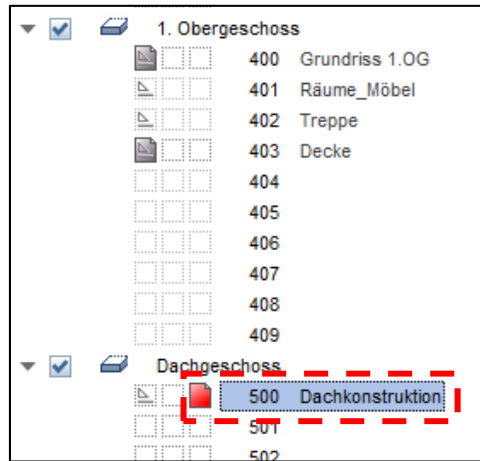 1. Obergeschoss
400 Grundriss 1.OG
401 Räume_Möbel
402 Treppe
403 Decke
404
405
406
407
408
409
Dachgeschoss
500 Dachkonstruktion
501
502